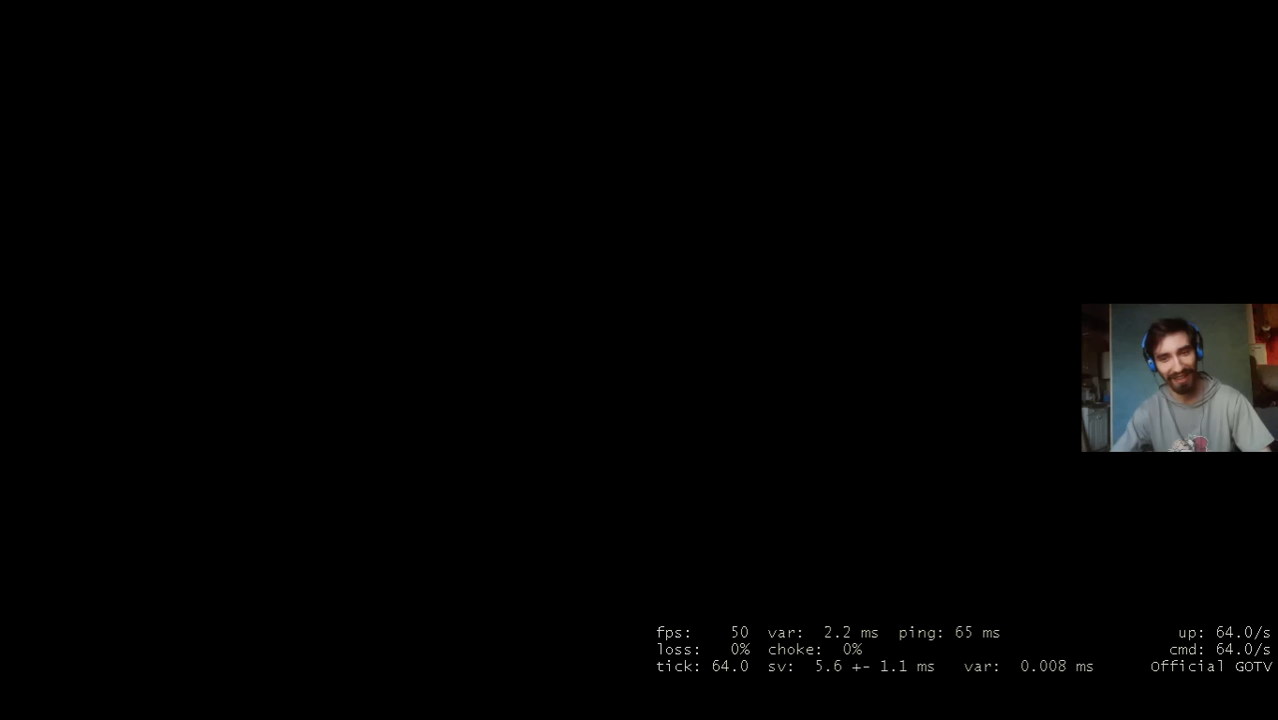 fps: 50 var: 2.2 ms ping: 65 ms up: 64.0/s
loss: 0% choke: 0% cmd: 64.0/s
tick: 64.0 sv: 5.6 +- 1.1 ms var: 0.008 ms Official GOTV